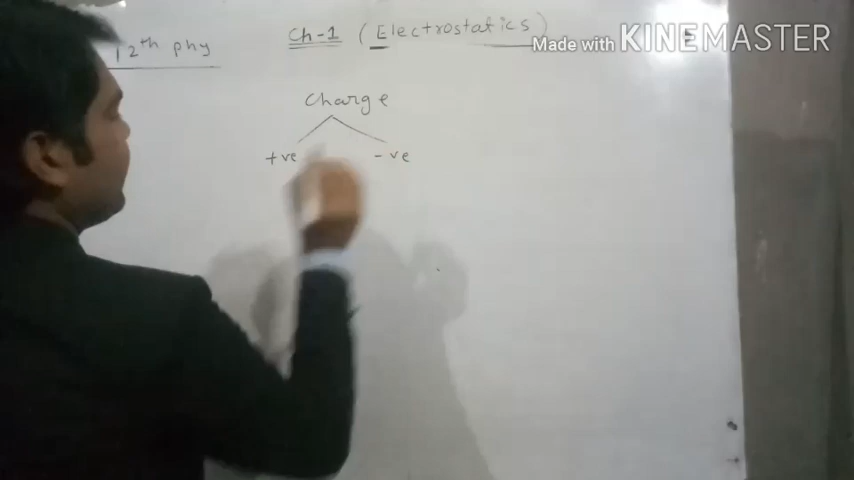 12th phy
Ch-1 (Electrostatics)
Made with KINEMASTER
Charge
+ve
-ve